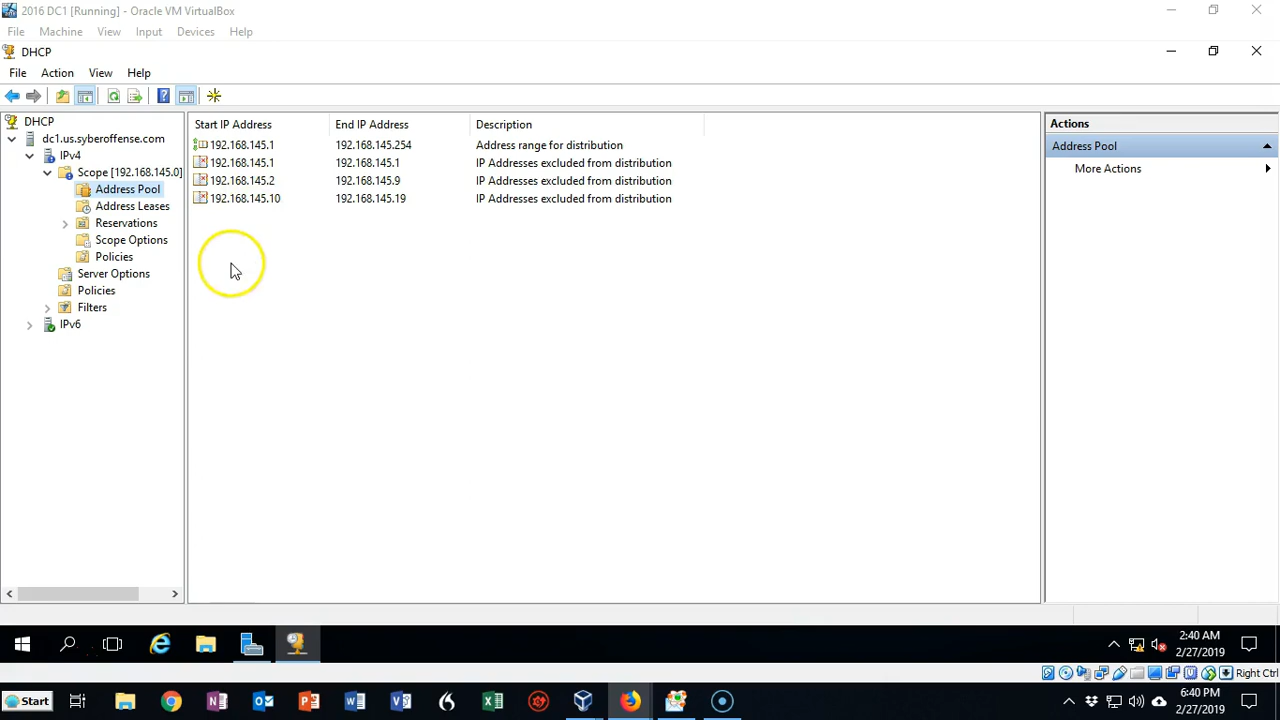 2016 DC1 [Running] - Oracle VM VirtualBox
File Machine View Input Devices Help
DHCP
File Action View Help
DHCP
dc1.us.syberoffense.com
IPv4
Scope [192.168.145.0]
Address Pool
Address Leases
Reservations
Scope Options
Policies
Server Options
Policies
Filters
IPv6
Start IP Address End IP Address Description
192.168.145.1 192.168.145.254 Address range for distribution
192.168.145.1 192.168.145.1 IP Addresses excluded from distribution
192.168.145.2 192.168.145.9 IP Addresses excluded from distribution
192.168.145.10 192.168.145.19 IP Addresses excluded from distribution
Actions
Address Pool
More Actions
2:40 AM
2/27/2019
Right Ctrl
Start
6:40 PM
2/27/2019